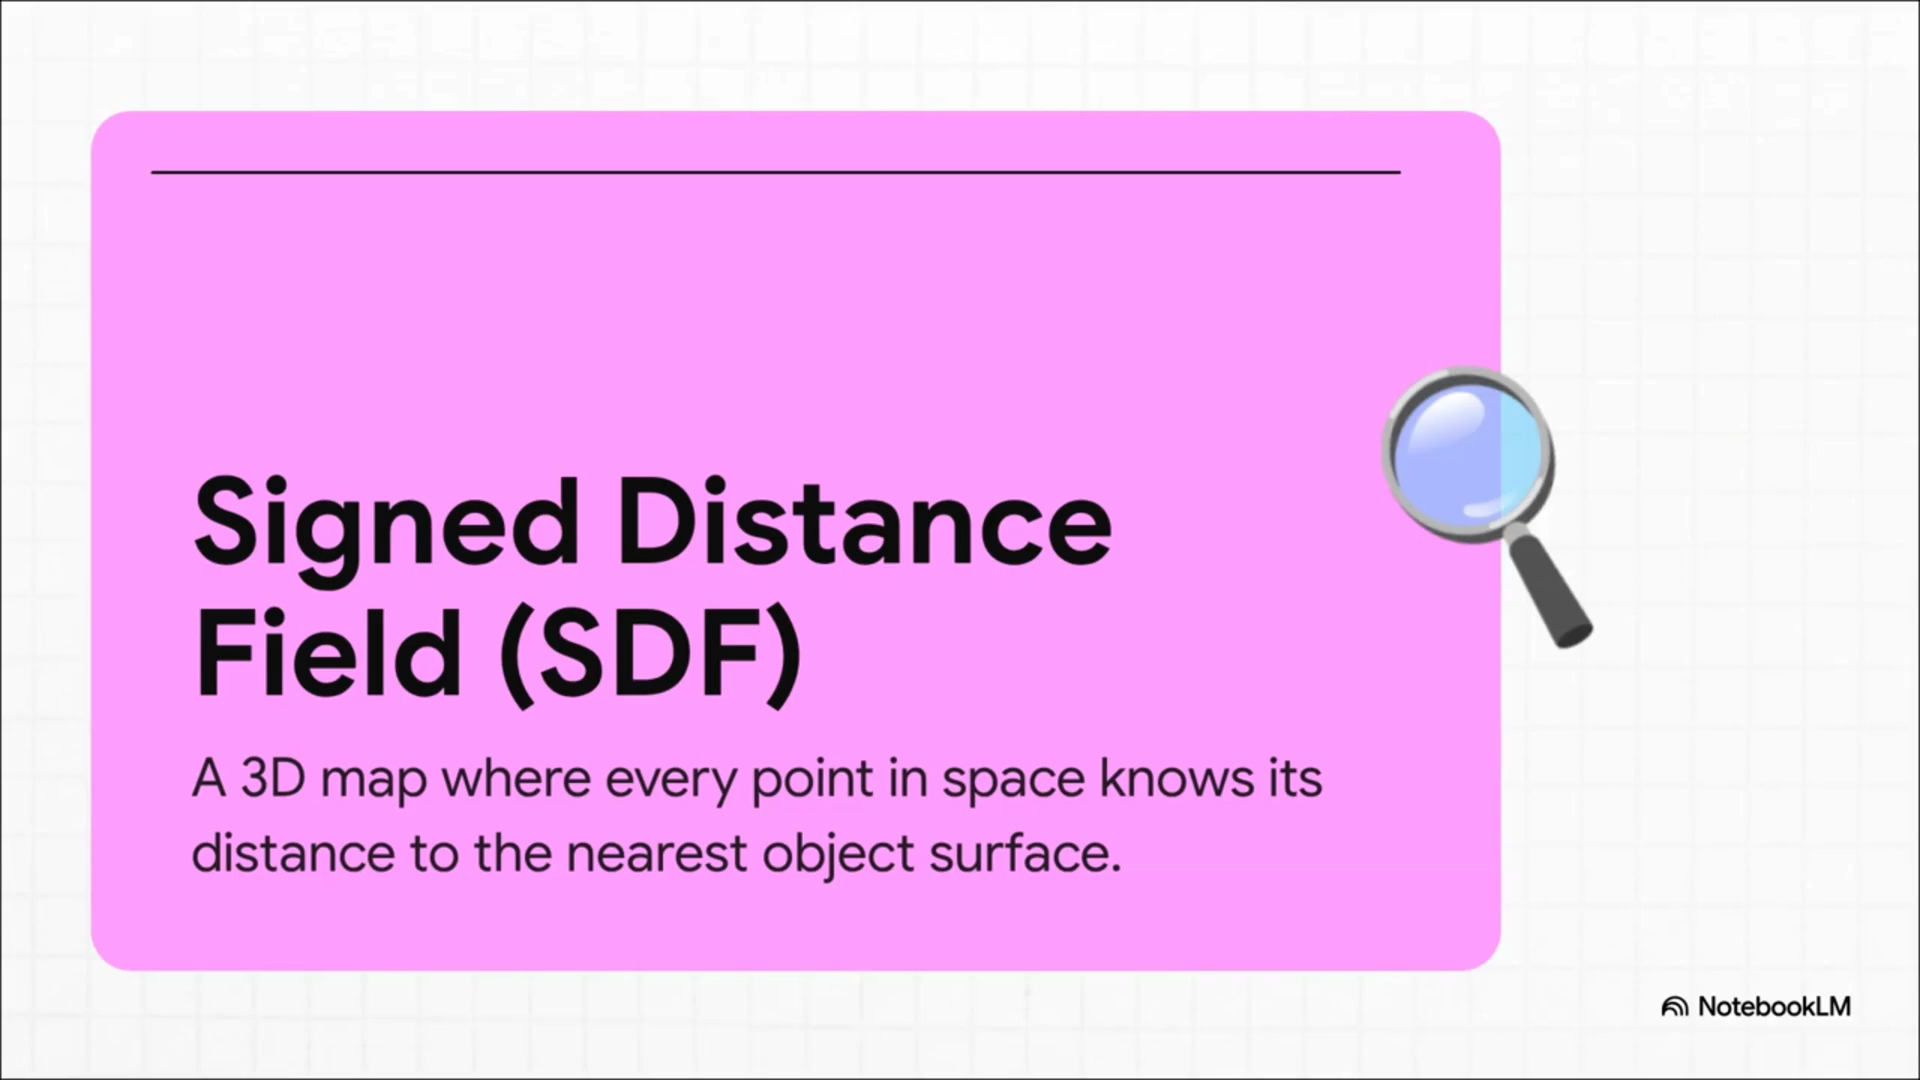 Signed Distance
Field (SDF)
A 3D map where every point in space knows its
distance to the nearest object surface.
NotebookLM